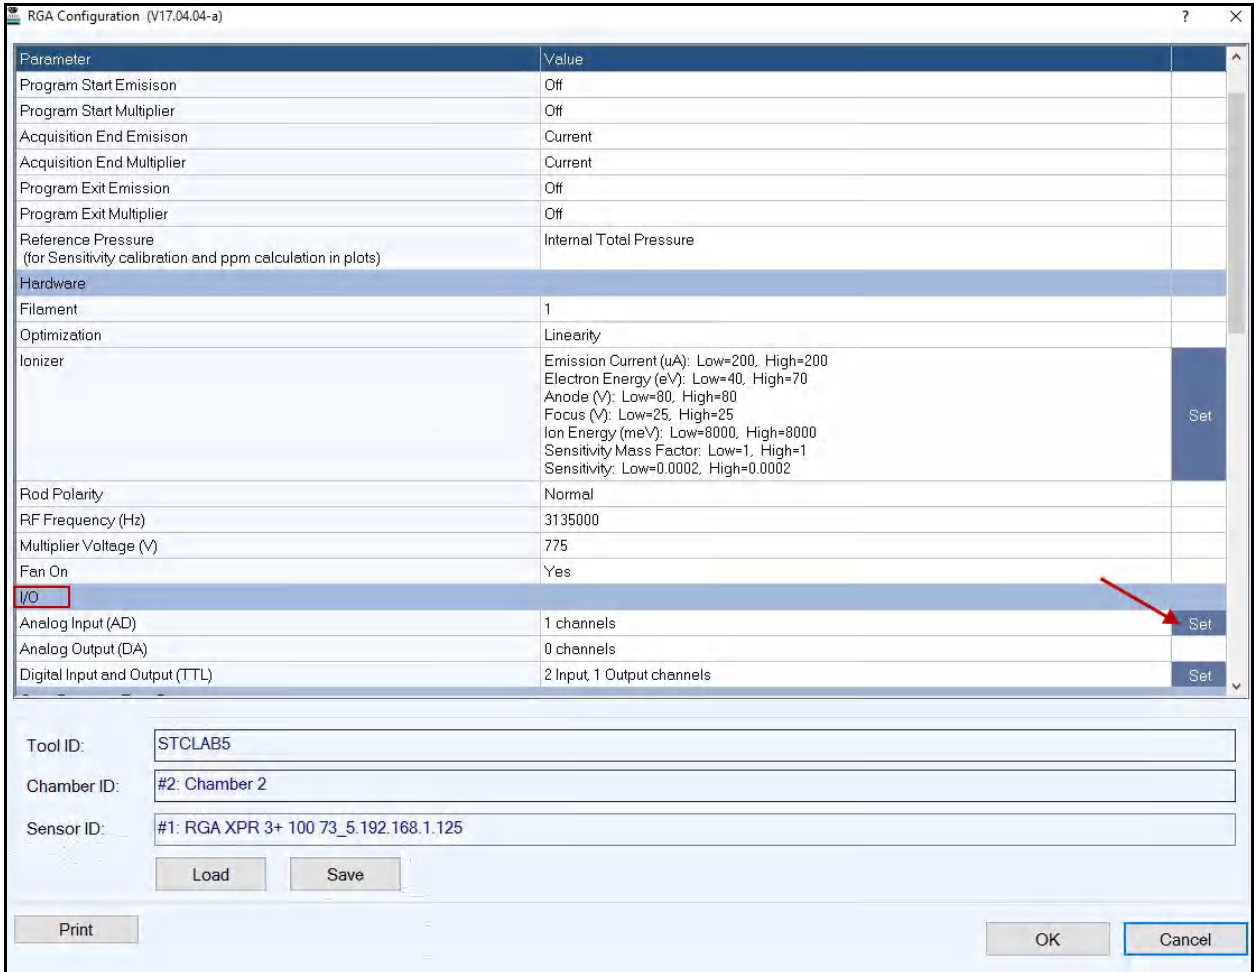 RGA Configuration (V17.04.04-a)
?
Parameter Value
Program Start Emisison Off
Program Start Multiplier Off
Acquisition End Emisison Current
Acquisition End Multiplier Current
Program Exit Emission Off
Program Exit Multiplier Off
Reference Pressure Internal Total Pressure
(for Sensitivity calibration and ppm calculation in plots)
Hardware
Filament 1
Optimization Linearity
Ionizer Emission Current (uA): Low=200, High=200
Electron Energy (eV): Low=40, High=70
Anode (V): Low=80, High=80
Focus (V): Low=25, High=25
Set
Ion Energy (meV): Low=8000, High=8000
Sensitivity Mass Factor: Low=1, High=1
Sensitivity: Low=0.0002, High=0.0002
Rod Polarity Normal
RF Frequency (Hz) 3135000
Multiplier Voltage (V) 775
Fan On Yes
I/O
Analog Input (AD) 1 channels Set
Analog Output (DA) 0 channels
Digital Input and Output (TTL) 2 Input, 1 Output channels Set
Tool ID: STCLAB5
Chamber ID: #2: Chamber 2
Sensor ID: #1: RGA XPR 3+ 100 73_5.192.168.1.125
Load Save
Print
OK Cancel